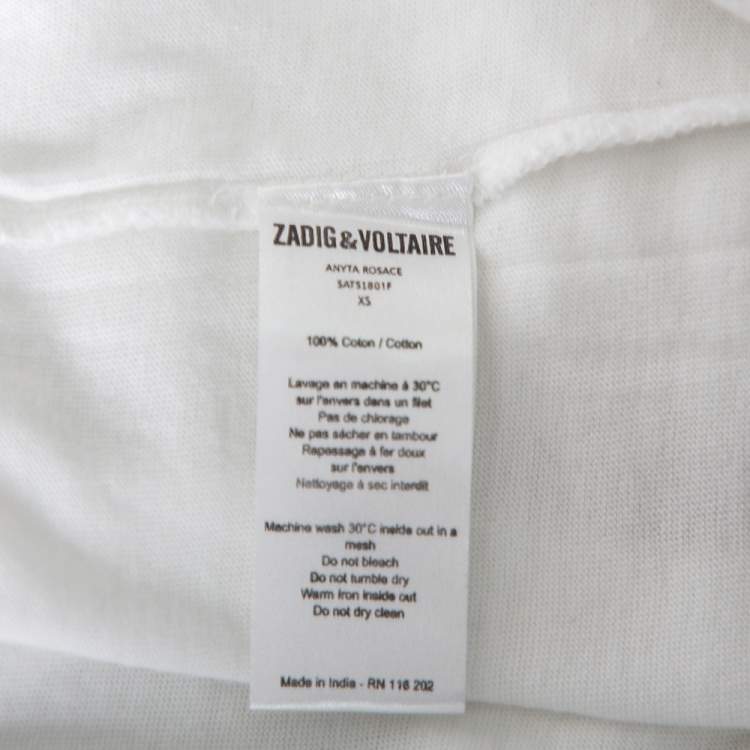 ZADIG&VOLTAIRE
ANYTA ROSACE
SATS1801F
XS
100% Coton / Cotton
Lavage en machine à 30°C
sur l'envers dans un filet
Pas de chlorage
Ne pas sécher en tambour
Repassage à fer doux
sur l'envers
Nettoyage à sec interdit
Machine wash 30°C inside out in a
mesh
Do not bleach
Do not tumble dry
Warm iron inside out
Do not dry clean
Made in India - RN 116 202